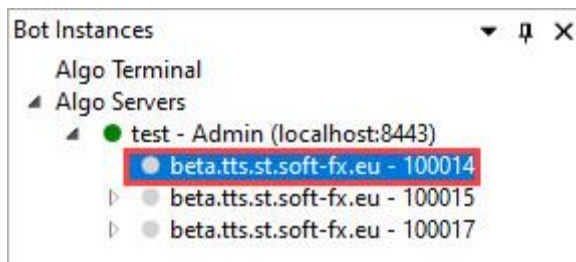 Bot Instances
Algo Terminal
Algo Servers
test - Admin (localhost:8443)
beta.tts.st.soft-fx.eu - 100014
beta.tts.st.soft-fx.eu - 100015
beta.tts.st.soft-fx.eu - 100017